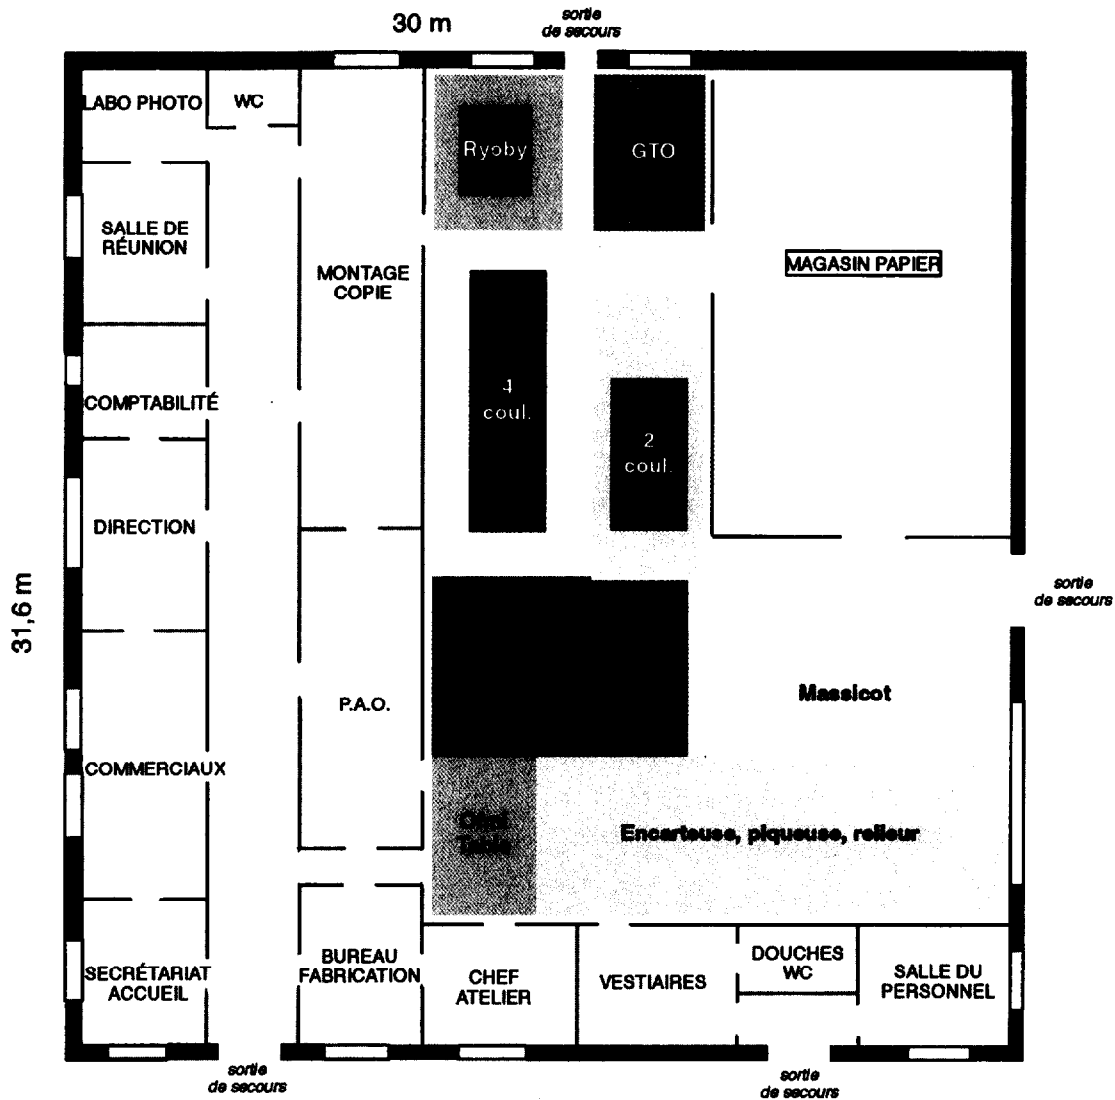 30 m
sortie
de secours
LABO PHOTO
WC
Ryoby
GTO
SALLE DE
RÉUNION
MONTAGE
COPIE
MAGASIN PAPIER
4
coul.
2
coul.
COMPTABILITÉ
DIRECTION
31,6 m
sortie
de secours
P.A.O.
Massicot
COMMERCIAUX
Table
Encarteuse, piqueuse, relieur
SECRÉTARIAT
ACCUEIL
BUREAU
FABRICATION
CHEF
ATELIER
VESTIAIRES
DOUCHES
WC
SALLE DU
PERSONNEL
sortie
de secours
sortie
de secours